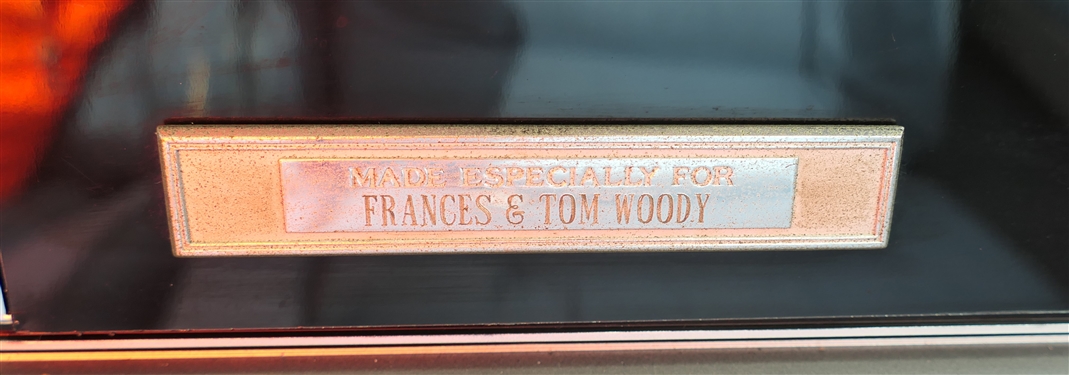 MADE ESPECIALLY FOR
FRANCES & TOM WOODY